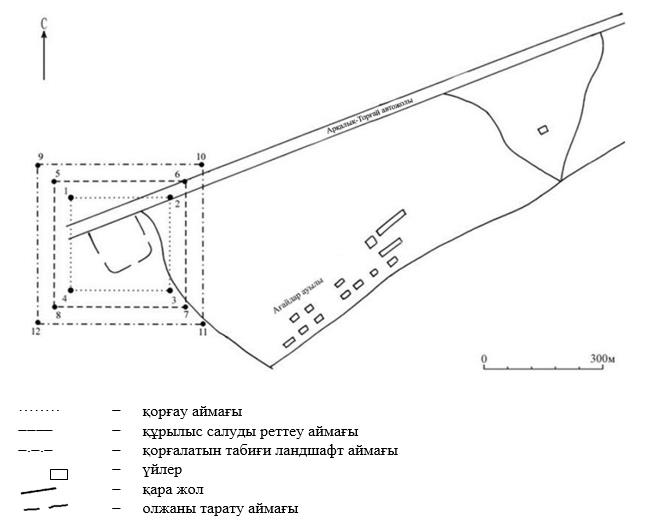 С
Аркалык-Торғай автожолы
9
10
5
6
1
2
4
3
8
7
12
11
Ағайлар ауылы
0
300м
– қорғау аймағы
– құрылыс салуды реттеу аймағы
– қорғалатын табиғи ландшафт аймағы
– үйлер
– қара жол
– олжаны тарату аймағы